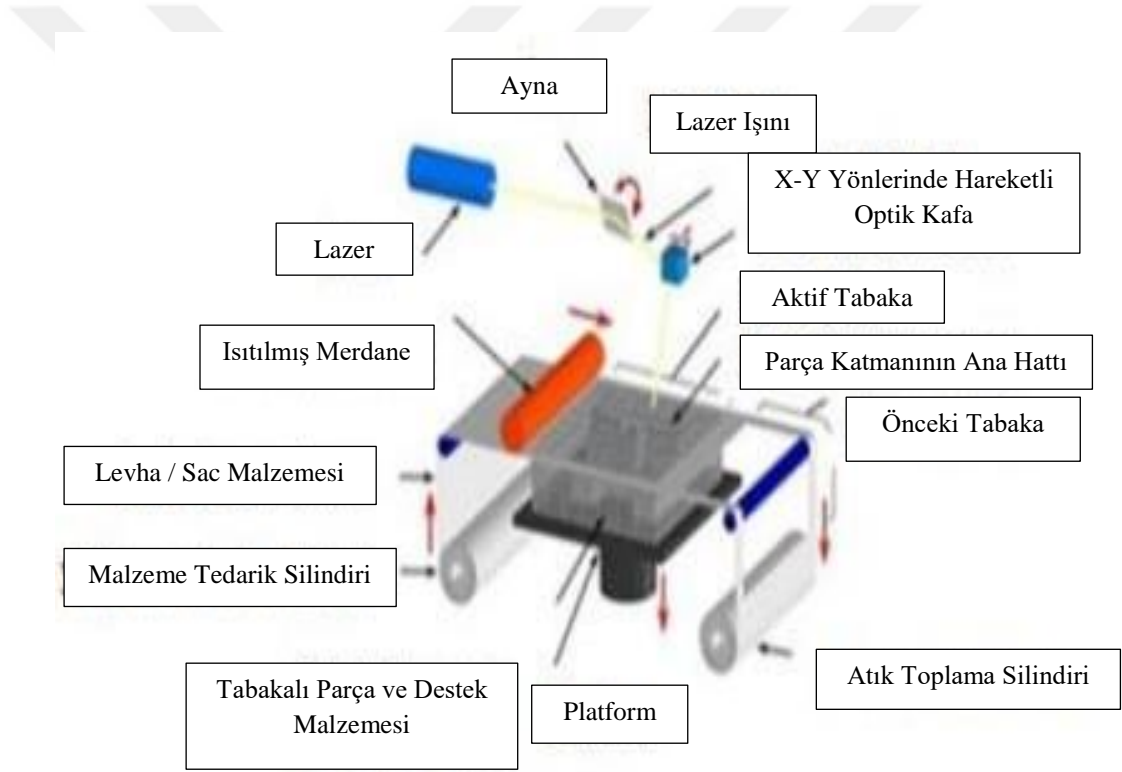 Ayna
Lazer Işını
X-Y Yönlerinde Hareketli
Optik Kafa
Lazer
Aktif Tabaka
Isıtılmış Merdane
Parça Katmanının Ana Hattı
Önceki Tabaka
Levha / Sac Malzemesi
Malzeme Tedarik Silindiri
Atık Toplama Silindiri
Tabakalı Parça ve Destek
Malzemesi
Platform